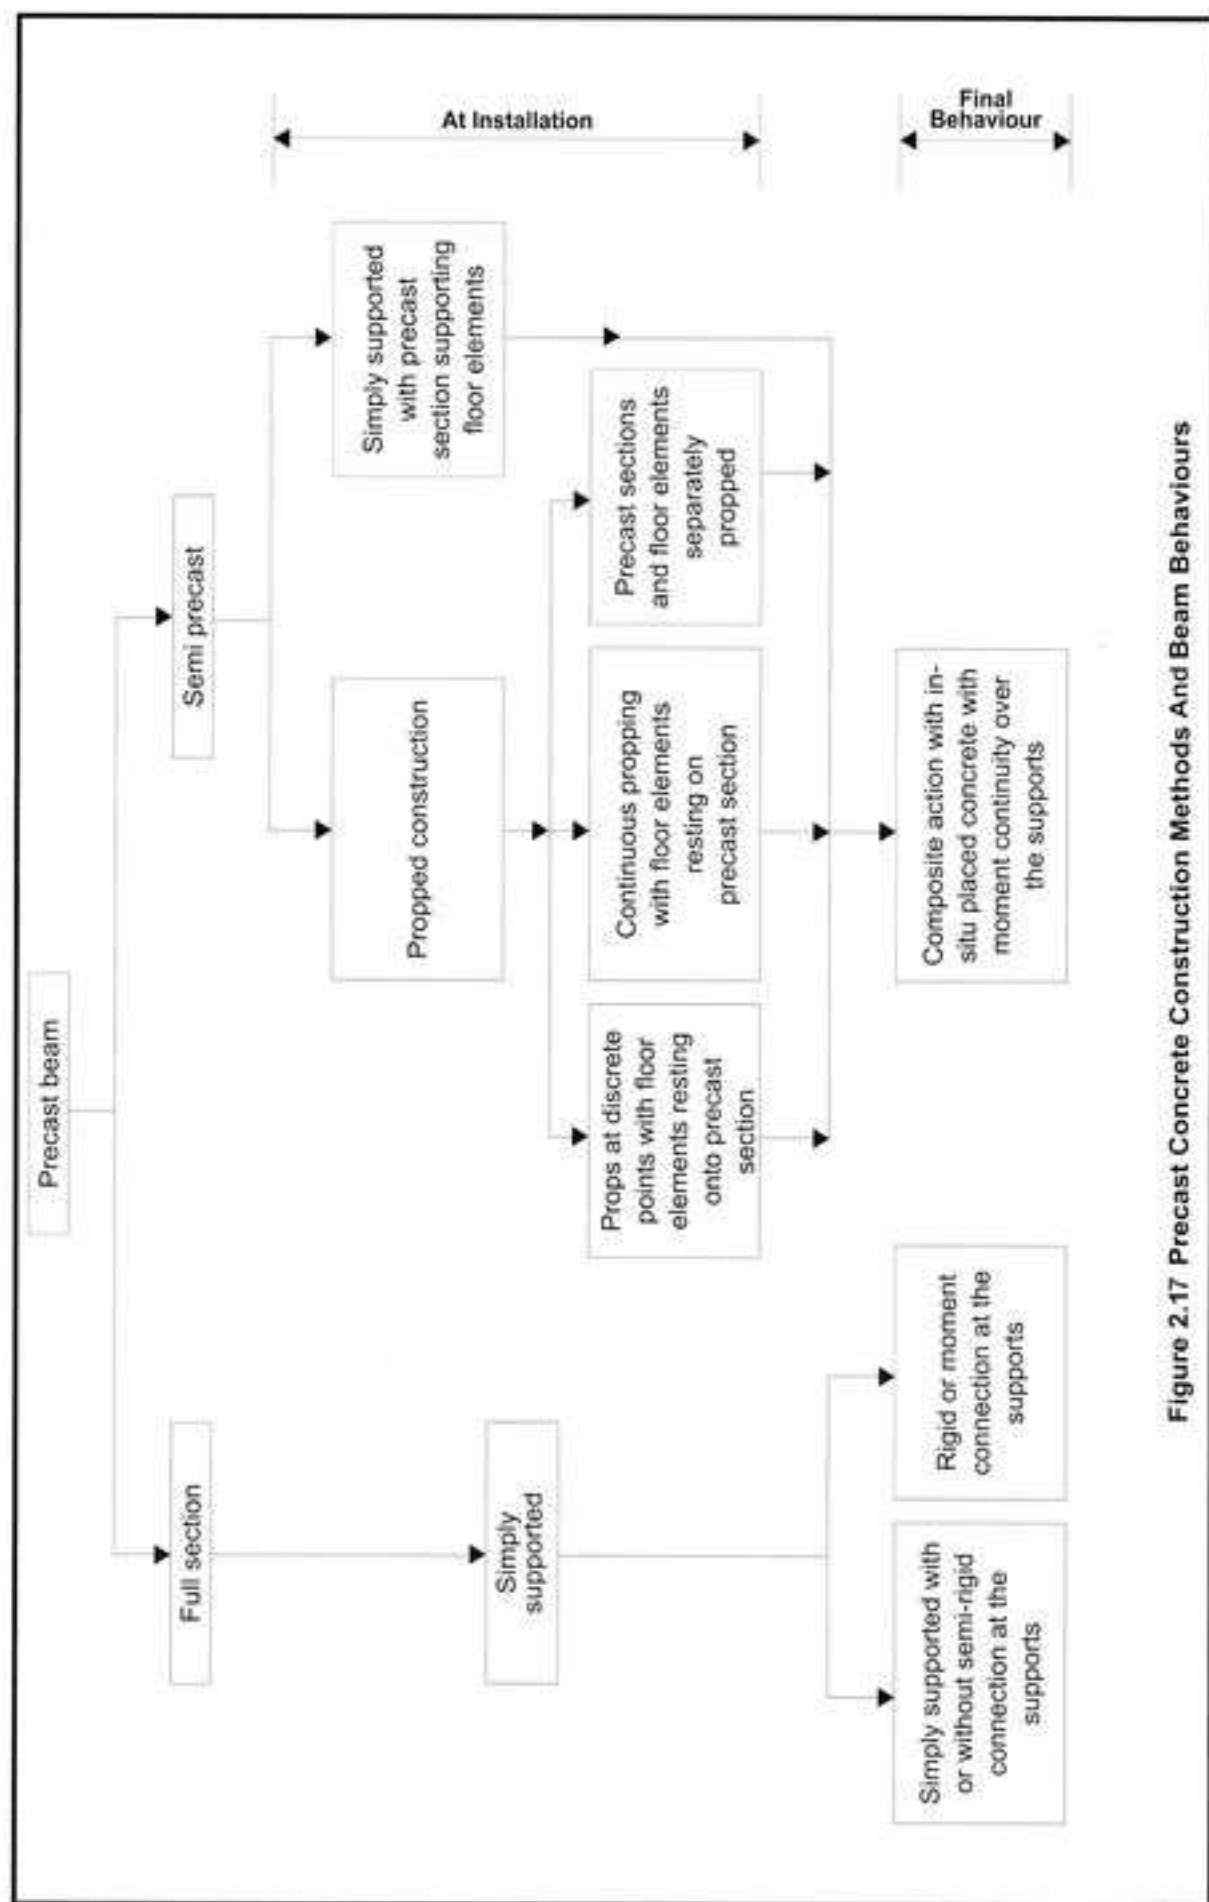 Precast beam
Full section
Semi precast
At Installation
Simply
supported
Propped construction
Simply supported
with precast
section supporting
floor elements
Props at discrete
points with floor
elements resting
onto precast
section
Continuous propping
with floor elements
resting on
precast section
Precast sections
and floor elements
separately
propped
Final
Behaviour
Simply supported with
or without semi-rigid
connection at the
supports
Rigid or moment
connection at the
supports
Composite action with in-
situ placed concrete with
moment continuity over
the supports
Figure 2.17 Precast Concrete Construction Methods And Beam Behaviours